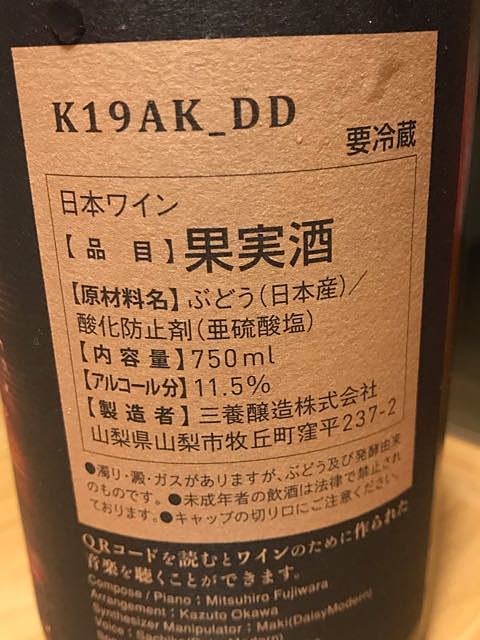 K19AK_DD
要冷蔵
日本ワイン
【品 目】果実酒
【原材料名】ぶどう(日本産)/
酸化防止剤(亜硫酸塩)
【内容量】750ml
【アルコール分】11.5%
【製造者】三養醸造株式会社
山梨県山梨市牧丘町窪平237-2
●濁り・澱・ガスがありますが、ぶどう及び発酵由来
のものです。●未成年者の飲酒は法律で禁止され
ております。●キャップの切り口にご注意ください。
QRコードを読むとワインのために作られた
音楽を聴くことができます。
Compose / Piano : Mitsuhiro Fujiwara
Arrangement : Kazuto Okawa
Synthesizer Manipulator : Maki(DaisyModern)
Voice : Sachiko